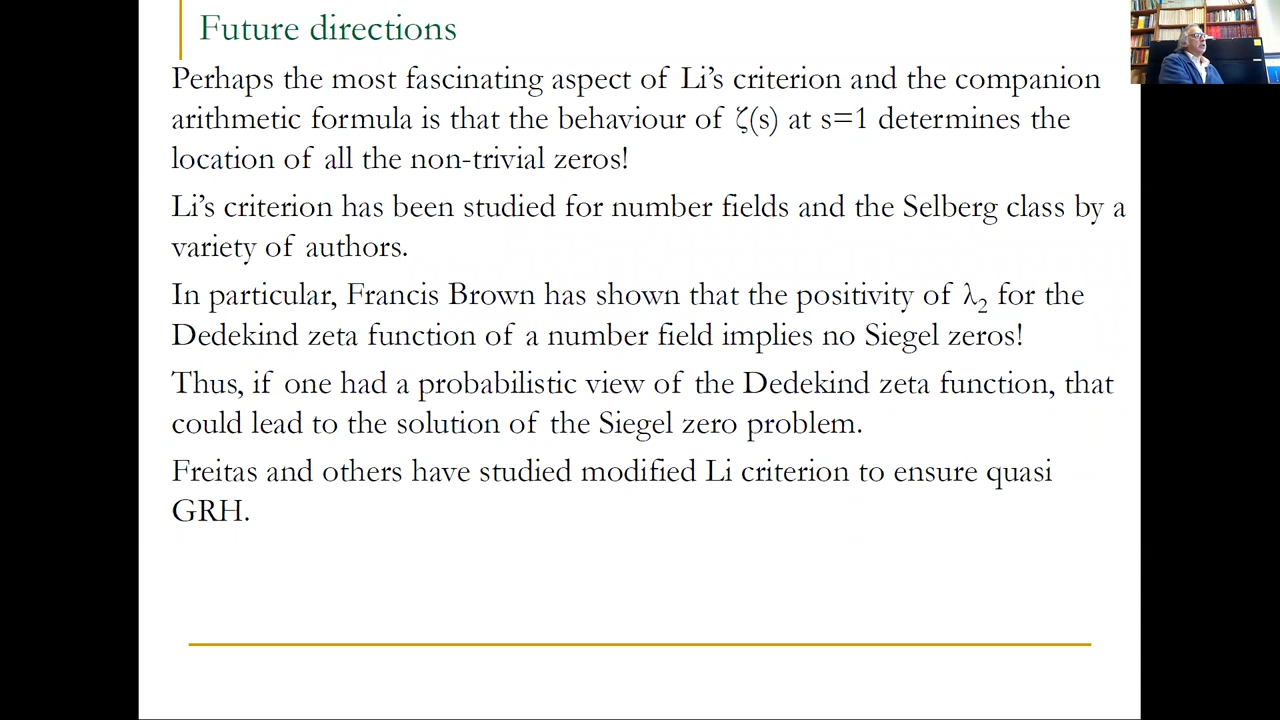 Future directions
Perhaps the most fascinating aspect of Li’s criterion and the companion
arithmetic formula is that the behaviour of ζ(s) at s=1 determines the
location of all the non-trivial zeros!
Li’s criterion has been studied for number fields and the Selberg class by a
variety of authors.
In particular, Francis Brown has shown that the positivity of λ₂ for the
Dedekind zeta function of a number field implies no Siegel zeros!
Thus, if one had a probabilistic view of the Dedekind zeta function, that
could lead to the solution of the Siegel zero problem.
Freitas and others have studied modified Li criterion to ensure quasi
GRH.